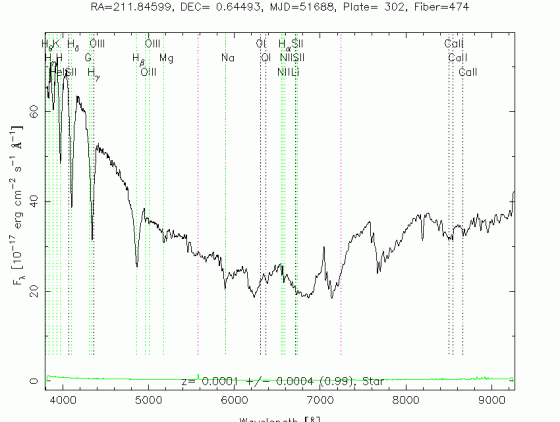 RA=211.84599, DEC= 0.64493, MJD=51688, Plate= 302, Fiber=474
K Hδ OIII OIII OI Hα SII CaII
H H G Hβ Mg Na OI NII SII CaII
HeI SII Hγ OIII NII Li CaII
60
40
20
0
Fλ [10⁻¹⁷ erg cm⁻² s⁻¹ Å⁻¹]
z= 0.0001 +/- 0.0004 (0.99), Star
4000 5000 6000 7000 8000 9000
Wavelength [Å]